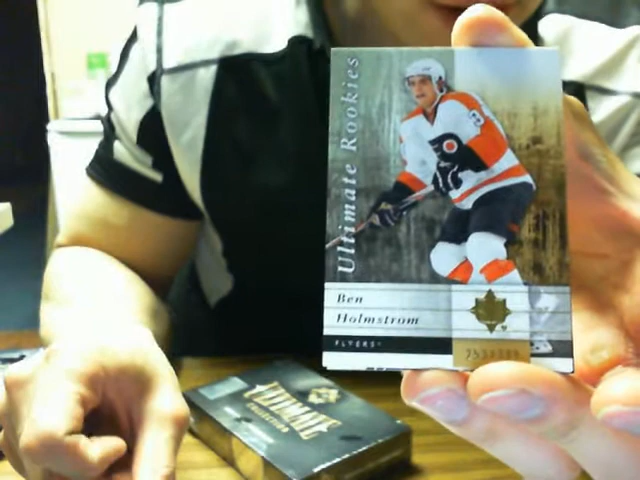 Ultimate Rookies
Ben
Holmstrom
FLYERS
ULTIMATE
COLLECTION